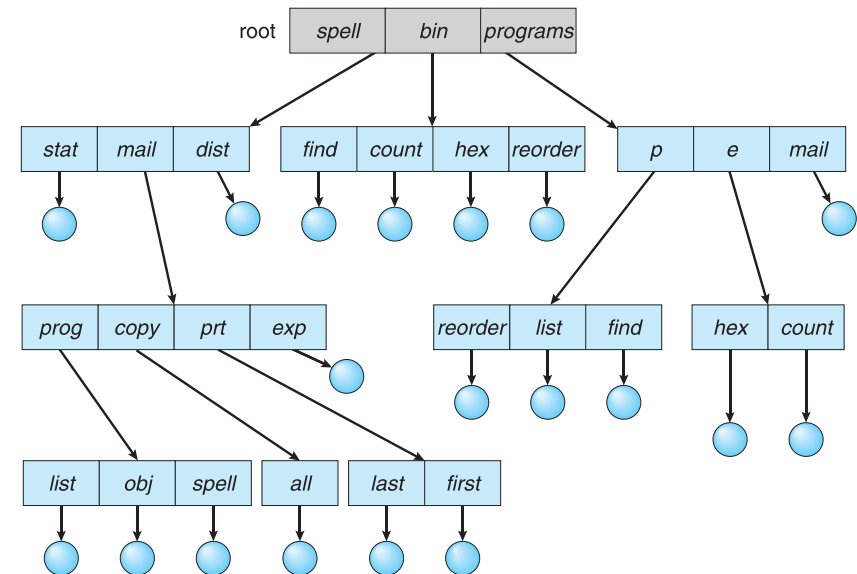 root spell bin programs
stat mail dist find count hex reorder p e mail
prog copy prt exp reorder list find hex count
list obj spell all last first